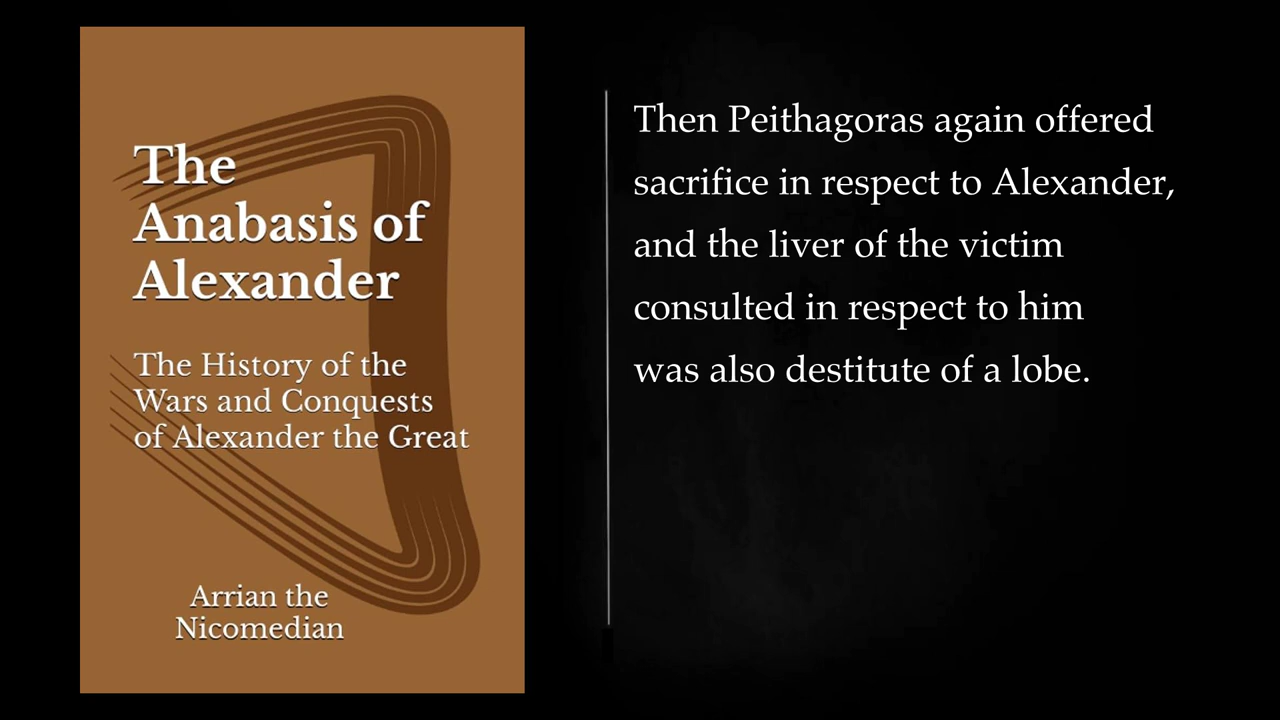 The
Anabasis of
Alexander
The History of the
Wars and Conquests
of Alexander the Great
Arrian the
Nicomedian
Then Peithagoras again offered
sacrifice in respect to Alexander,
and the liver of the victim
consulted in respect to him
was also destitute of a lobe.